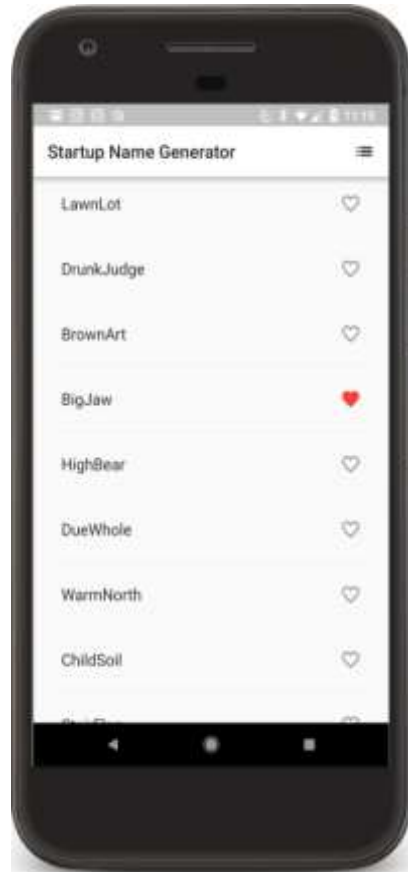 Startup Name Generator
LawnLot
DrunkJudge
BrownArt
BigJaw
HighBear
DueWhole
WarmNorth
ChildSoil